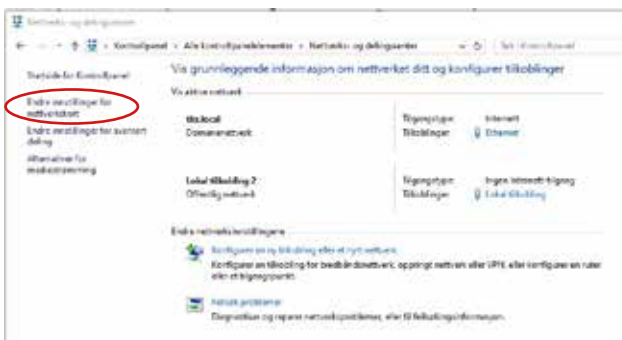 Nettverks- og delingssenter
Kontrollpanel › Alle kontrollpanelelementer › Nettverks- og delingssenter
Startside for Kontrollpanel
Endre innstillinger for
nettverkskort
Endre innstillinger for avansert
deling
Alternativer for
mediestrømming
Vis grunnleggende informasjon om nettverket ditt og konfigurer tilkoblinger
Vis aktive nettverk
Domenenettverk
Tilgangstype: Internett
Tilkoblinger: Ethernet
Lokal tilkobling 2
Offentlig nettverk
Tilgangstype: Ingen Internett-tilgang
Tilkoblinger: Lokal tilkobling
Endre nettverksinnstillingene
Konfigurer en ny tilkobling eller et nytt nettverk
Konfigurer en tilkobling for bredbåndsnettverk, oppringt nettverk eller VPN, eller konfigurer en ruter
eller et tilgangspunkt.
Feilsøk problemer
Diagnostiser og reparer nettverksproblemer, eller få feilsøkingsinformasjon.